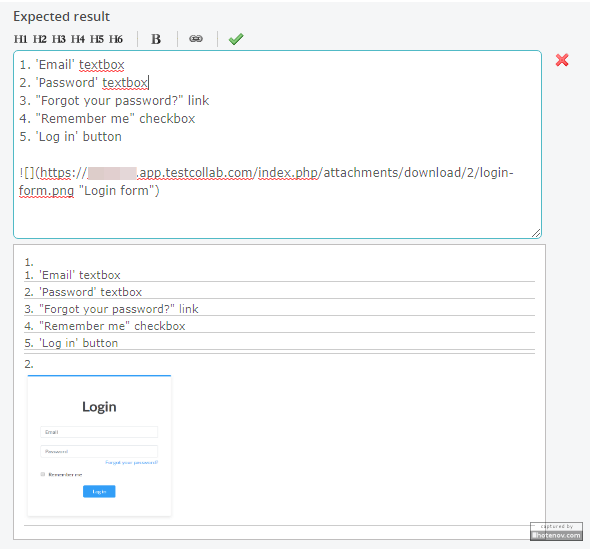 Expected result
H1 H2 H3 H4 H5 H6 B
1. 'Email' textbox
2. 'Password' textbox
3. "Forgot your password?" link
4. "Remember me" checkbox
5. 'Log in' button
![](https://.app.testcollab.com/index.php/attachments/download/2/login-
form.png "Login form")
1.
1. 'Email' textbox
2. 'Password' textbox
3. "Forgot your password?" link
4. "Remember me" checkbox
5. 'Log in' button
2.
Login
Email
Password
Forgot your password?
Remember me
Log in
captured by
hotenov.com